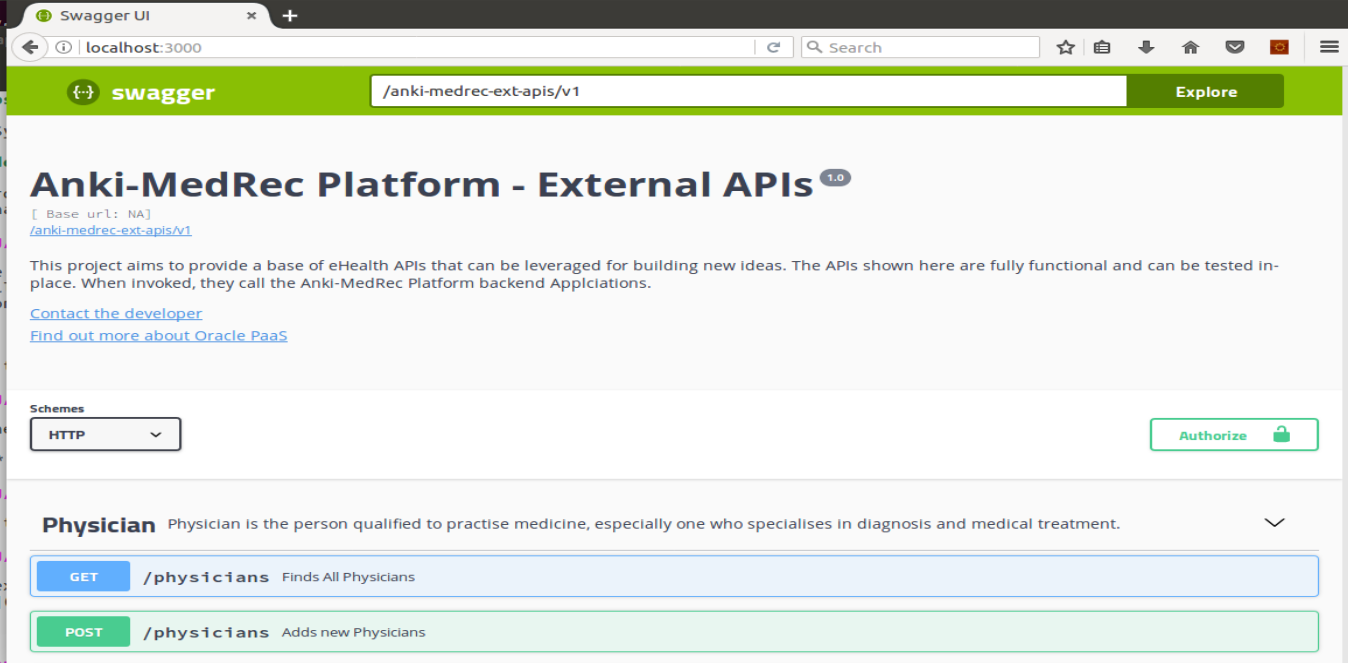 Swagger UI
localhost:3000
Search
{··} swagger
/anki-medrec-ext-apis/v1
Explore
Anki-MedRec Platform - External APIs 1.0
[ Base url: NA]
/anki-medrec-ext-apis/v1
This project aims to provide a base of eHealth APIs that can be leveraged for building new ideas. The APIs shown here are fully functional and can be tested in-
place. When invoked, they call the Anki-MedRec Platform backend Applciations.
Contact the developer
Find out more about Oracle PaaS
Schemes
HTTP
Authorize
Physician Physician is the person qualified to practise medicine, especially one who specialises in diagnosis and medical treatment.
GET /physicians Finds All Physicians
POST /physicians Adds new Physicians